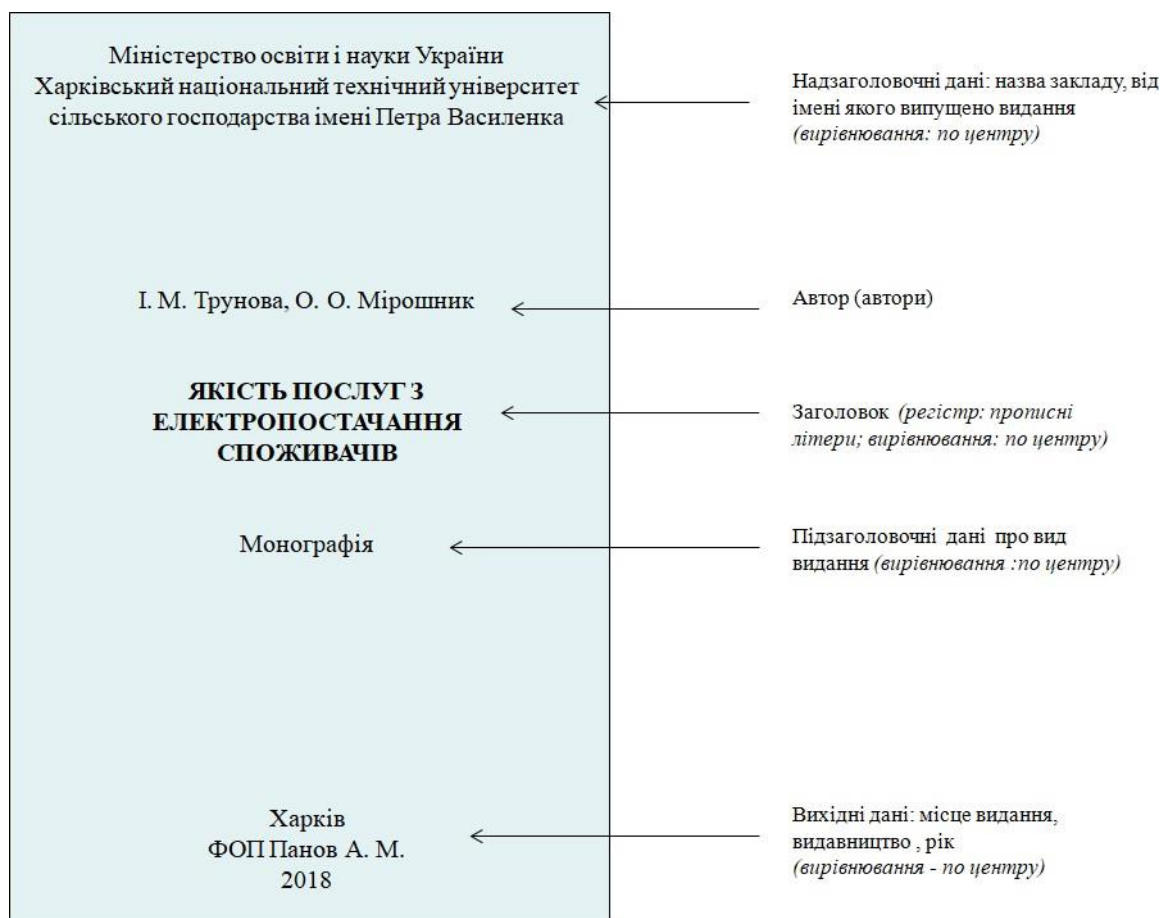 Міністерство освіти і науки України
Харківський національний технічний університет
сільського господарства імені Петра Василенка
Надзаголовочні дані: назва закладу, від
імені якого випущено видання
(вирівнювання: по центру)
І. М. Трунова, О. О. Мірошник
Автор (автори)
ЯКІСТЬ ПОСЛУГ З
ЕЛЕКТРОПОСТАЧАННЯ
СПОЖИВАЧІВ
Заголовок (регістр: прописні
літери; вирівнювання: по центру)
Монографія
Підзаголовочні дані про вид
видання (вирівнювання :по центру)
Харків
ФОП Панов А. М.
2018
Вихідні дані: місце видання,
видавництво , рік
(вирівнювання - по центру)